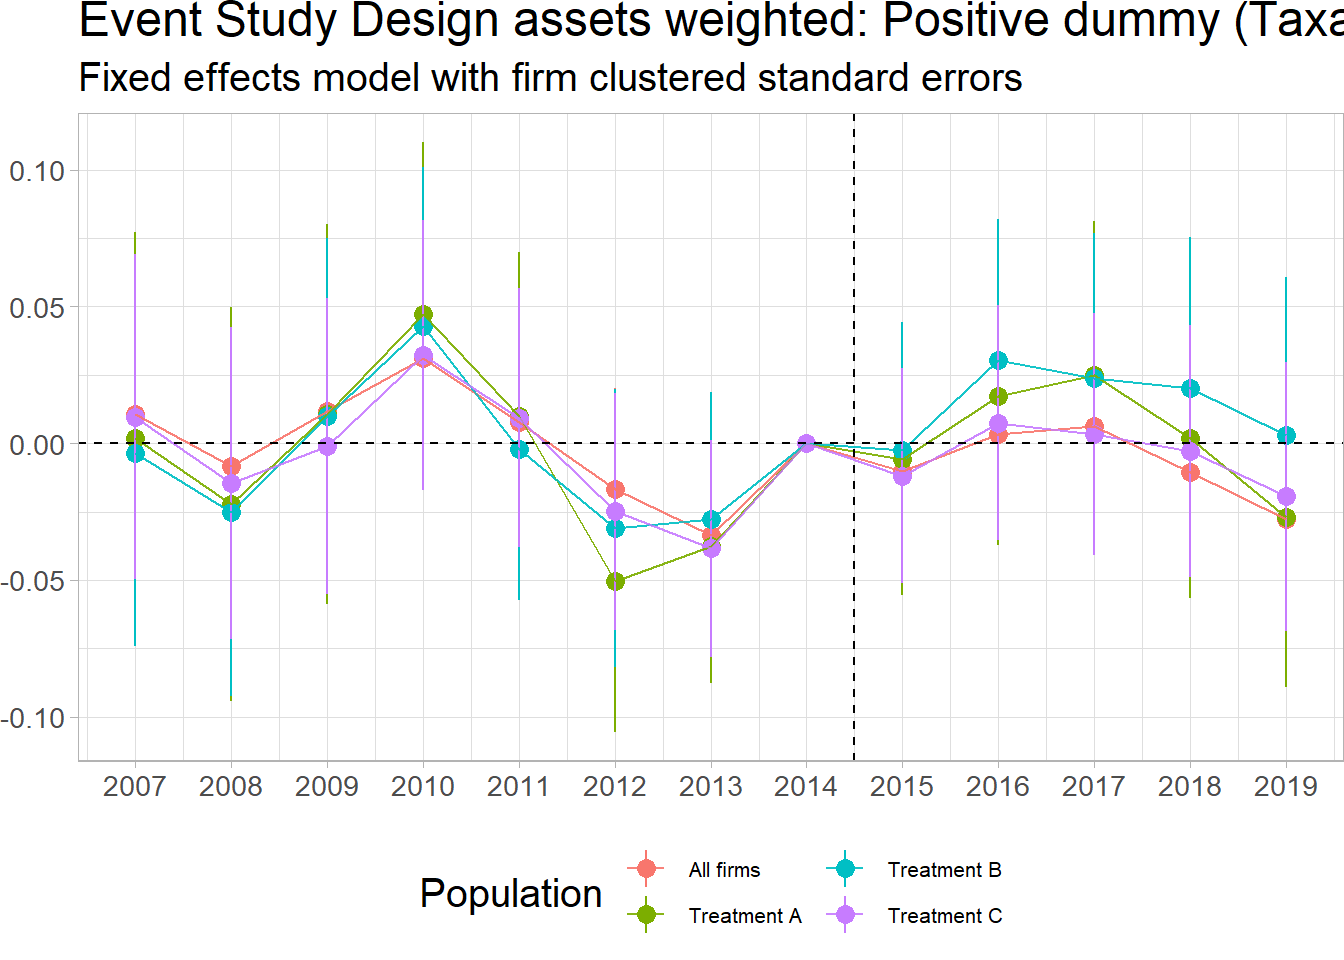 Event Study Design assets weighted: Positive dummy (Taxa
Fixed effects model with firm clustered standard errors
0.10
0.05
0.00
-0.05
-0.10
2007 2008 2009 2010 2011 2012 2013 2014 2015 2016 2017 2018 2019
Population
All firms
Treatment A
Treatment B
Treatment C